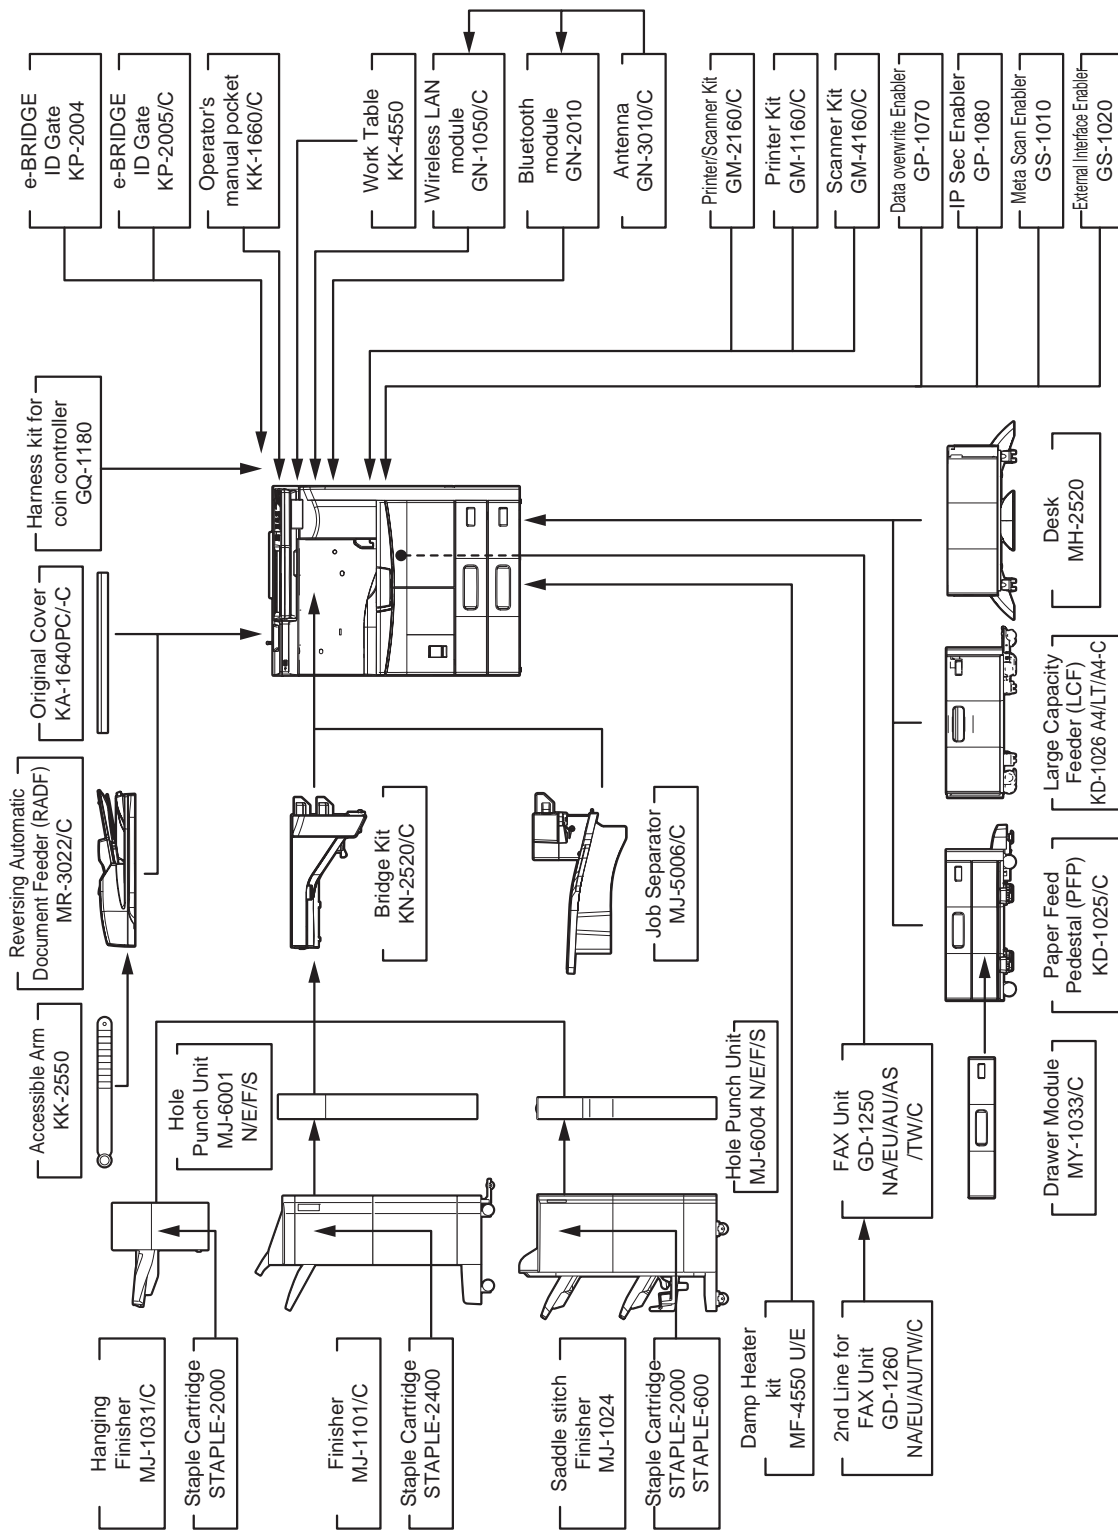 Hanging
Finisher
MJ-1031/C
Staple Cartridge
STAPLE-2000
Finisher
MJ-1101/C
Staple Cartridge
STAPLE-2400
Saddle stitch
Finisher
MJ-1024
Staple Cartridge
STAPLE-2000
STAPLE-600
Damp Heater
kit
MF-4550 U/E
2nd Line for
FAX Unit
GD-1260
NA/EU/AU/TW/C
Accessible Arm
KK-2550
Hole
Punch Unit
MJ-6001
N/E/F/S
Hole Punch Unit
MJ-6004 N/E/F/S
FAX Unit
GD-1250
NA/EU/AU/AS
/TW/C
Drawer Module
MY-1033/C
Reversing Automatic
Document Feeder (RADF)
MR-3022/C
Bridge Kit
KN-2520/C
Job Separator
MJ-5006/C
Paper Feed
Pedestal (PFP)
KD-1025/C
Original Cover
KA-1640PC/-C
Large Capacity
Feeder (LCF)
KD-1026 A4/LT/A4-C
Harness kit for
coin controller
GQ-1180
Desk
MH-2520
e-BRIDGE
ID Gate
KP-2004
e-BRIDGE
ID Gate
KP-2005/C
Operator's
manual pocket
KK-1660/C
Work Table
KK-4550
Wireless LAN
module
GN-1050/C
Bluetooth
module
GN-2010
Antenna
GN-3010/C
Printer/Scanner Kit
GM-2160/C
Printer Kit
GM-1160/C
Scanner Kit
GM-4160/C
Data overwrite Enabler
GP-1070
IP Sec Enabler
GP-1080
Meta Scan Enabler
GS-1010
External Interface Enabler
GS-1020